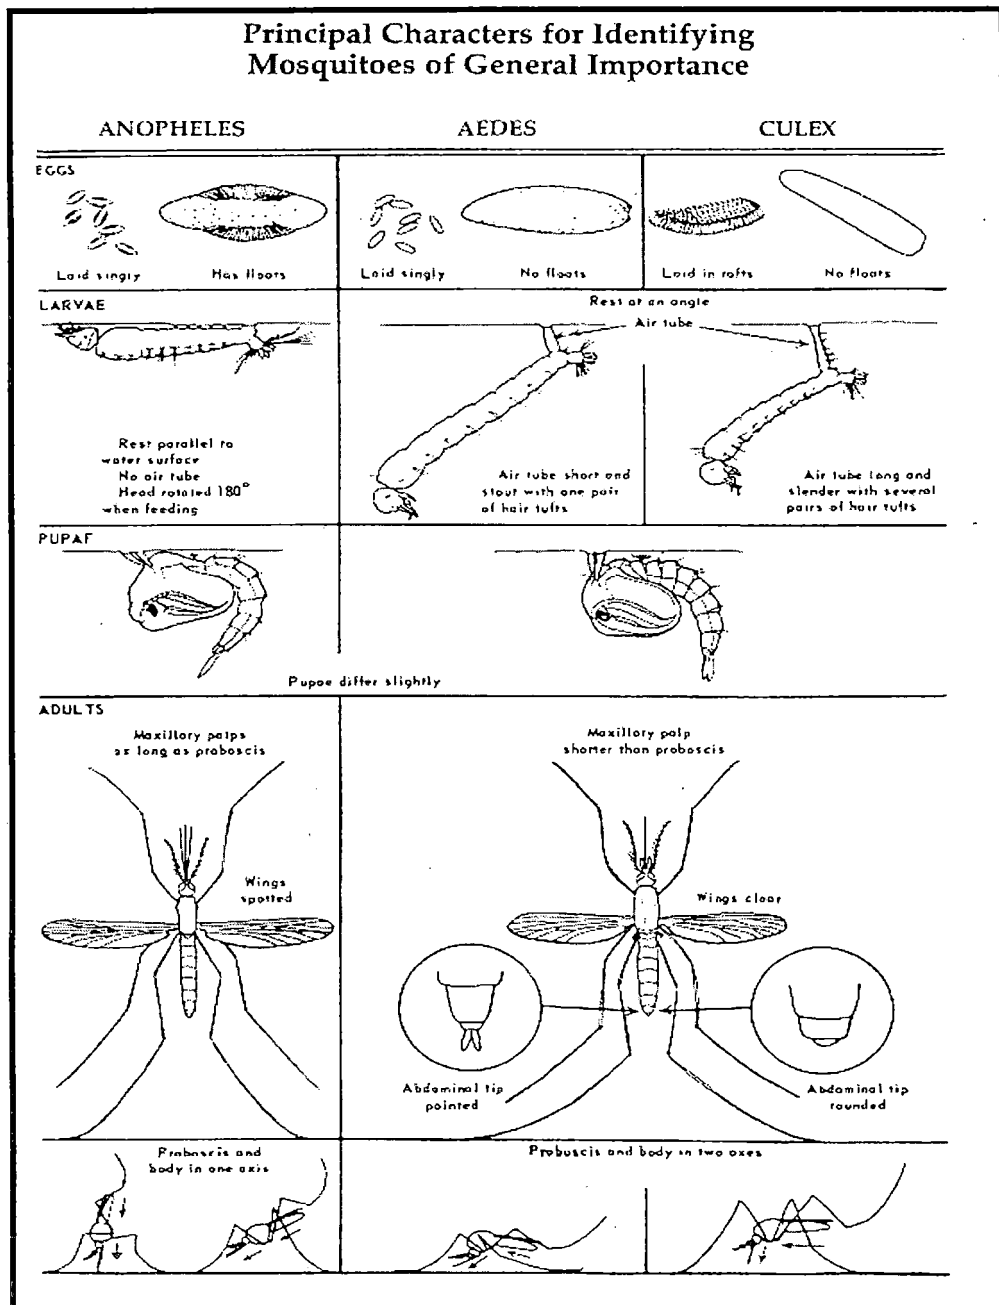 Principal Characters for Identifying
Mosquitoes of General Importance
ANOPHELES
AEDES
CULEX
EGGS
Laid singly
Has floats
Laid singly
No floats
Laid in rafts
No floats
LARVAE
Rest at an angle
Air tube
Rest parallel to
water surface
No air tube
Head rotated 180°
when feeding
Air tube short and
stout with one pair
of hair tufts
Air tube long and
slender with several
pairs of hair tufts
PUPAE
Pupae differ slightly
ADULTS
Maxillary palps
as long as proboscis
Maxillary palp
shorter than proboscis
Wings
spotted
Wings clear
Abdominal tip
pointed
Abdominal tip
rounded
Proboscis and
body in one axis
Proboscis and body in two axes